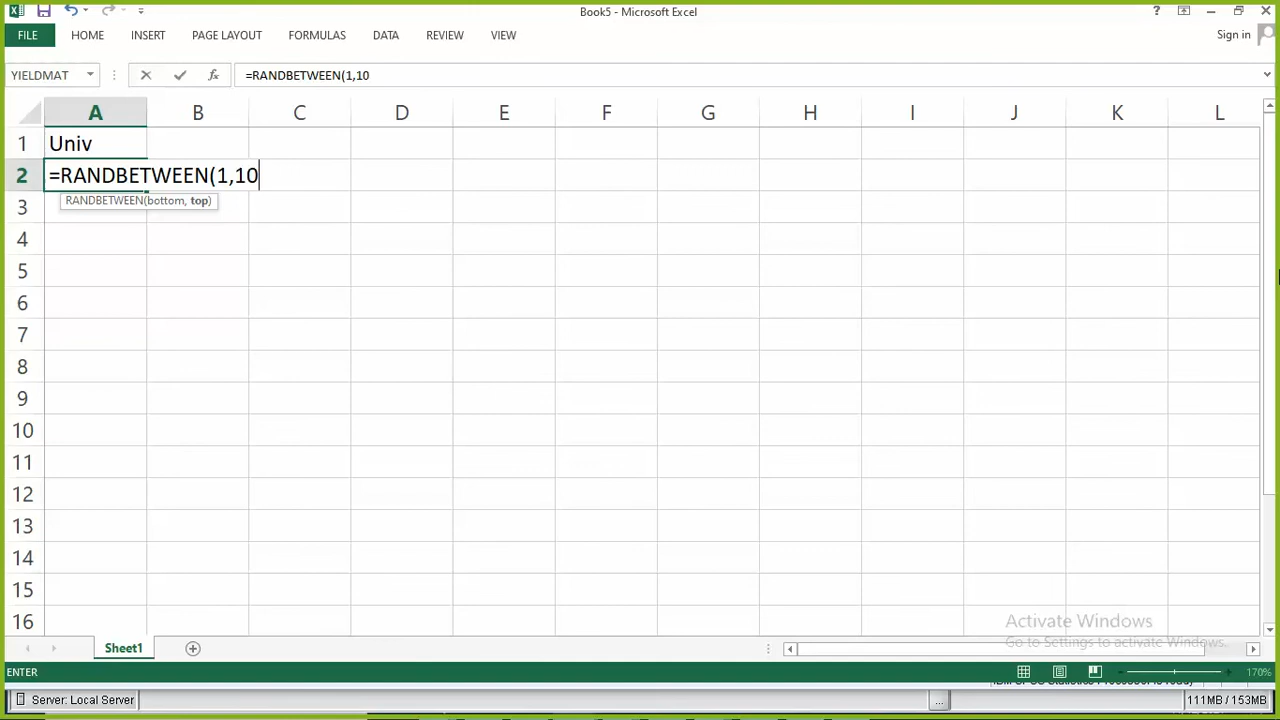 Book5 - Microsoft Excel
?
FILE HOME INSERT PAGE LAYOUT FORMULAS DATA REVIEW VIEW
Sign in
YIELDMAT fx =RANDBETWEEN(1,10
A B C D E F G H I J K L
1 Univ
2 =RANDBETWEEN(1,10
RANDBETWEEN(bottom, top)
3
4
5
6
7
8
9
10
11
12
13
14
15
16
Activate Windows
Go to Settings to activate Windows.
Sheet1
ENTER 170%
Server: Local Server ... 111MB / 153MB